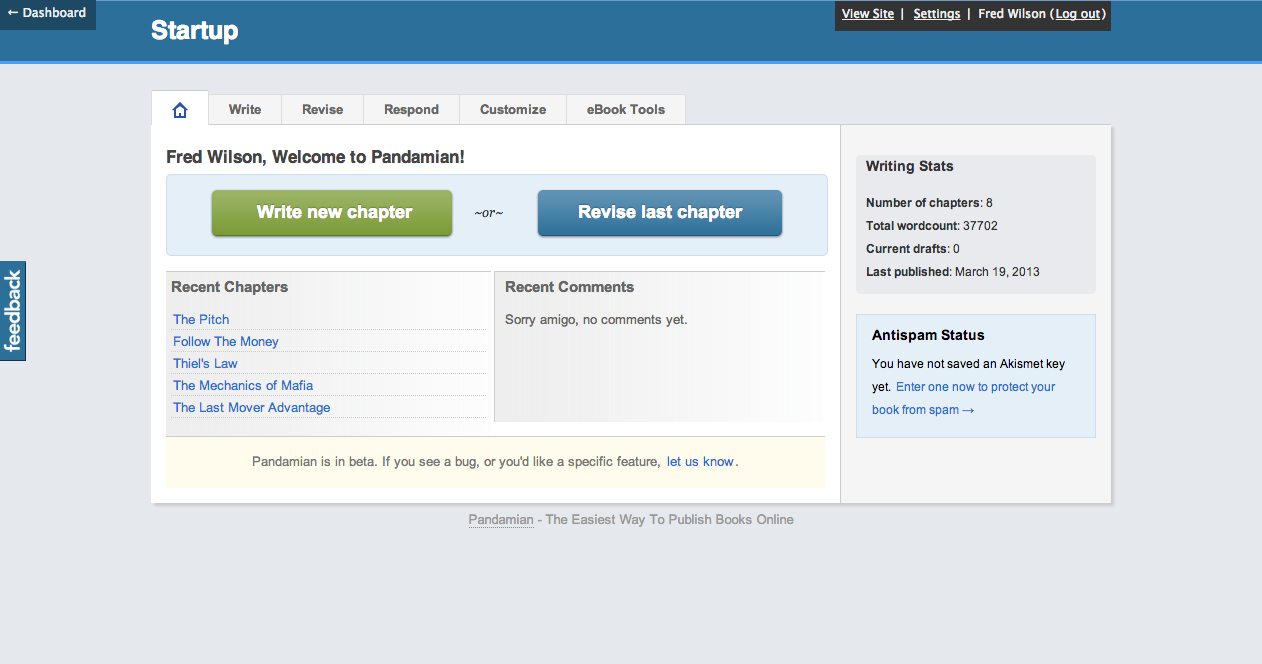 ← Dashboard
Startup
View Site | Settings | Fred Wilson (Log out)
Write Revise Respond Customize eBook Tools
Fred Wilson, Welcome to Pandamian!
Write new chapter ~or~ Revise last chapter
Recent Chapters
The Pitch
Follow The Money
Thiel's Law
The Mechanics of Mafia
The Last Mover Advantage
Recent Comments
Sorry amigo, no comments yet.
Pandamian is in beta. If you see a bug, or you'd like a specific feature, let us know.
Writing Stats
Number of chapters: 8
Total wordcount: 37702
Current drafts: 0
Last published: March 19, 2013
Antispam Status
You have not saved an Akismet key
yet. Enter one now to protect your
book from spam →
feedback
Pandamian - The Easiest Way To Publish Books Online